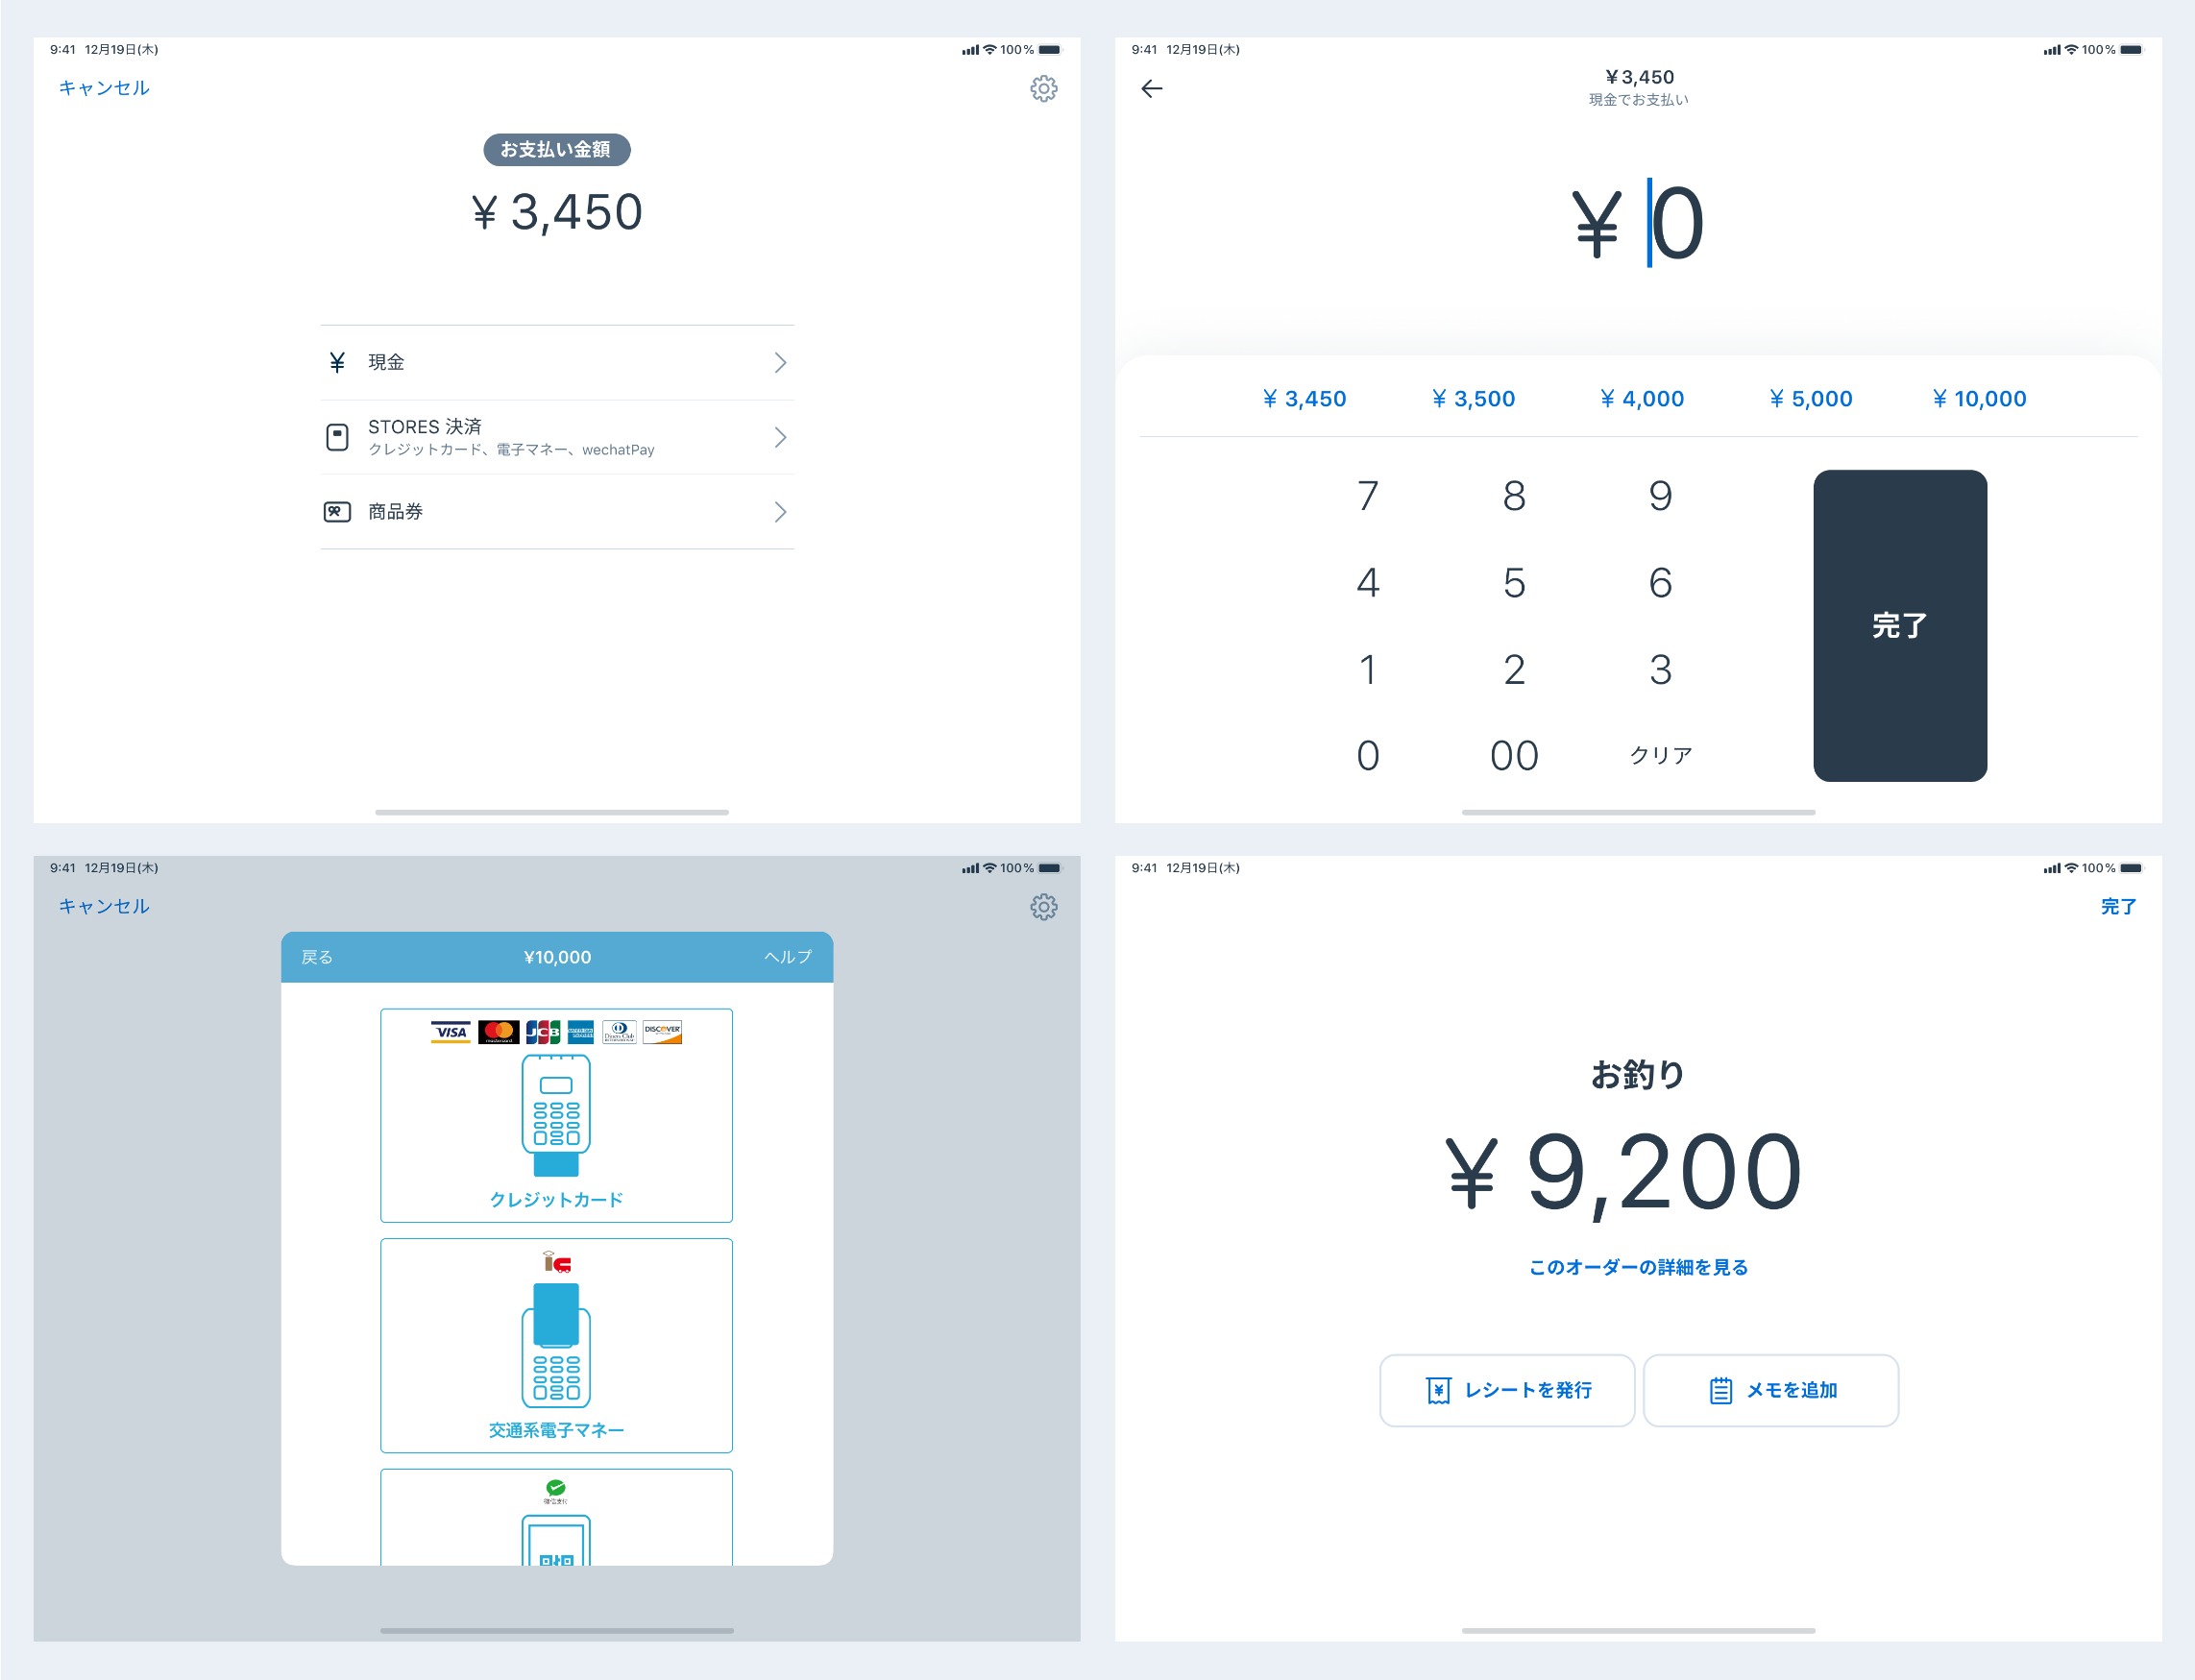 9:41 12月19日(木) 100%
キャンセル
お支払い金額
¥ 3,450
¥ 現金
STORES 決済
クレジットカード、電子マネー、wechatPay
商品券
9:41 12月19日(木) 100%
¥3,450
現金でお支払い
¥ 0
¥ 3,450 ¥ 3,500 ¥ 4,000 ¥ 5,000 ¥ 10,000
7 8 9
4 5 6
1 2 3
0 00 クリア
完了
9:41 12月19日(木) 100%
キャンセル
戻る ¥10,000 ヘルプ
VISA mastercard JCB Diners Club DISCOVER
クレジットカード
ic
交通系電子マネー
9:41 12月19日(木) 100%
完了
お釣り
¥ 9,200
このオーダーの詳細を見る
¥ レシートを発行 メモを追加